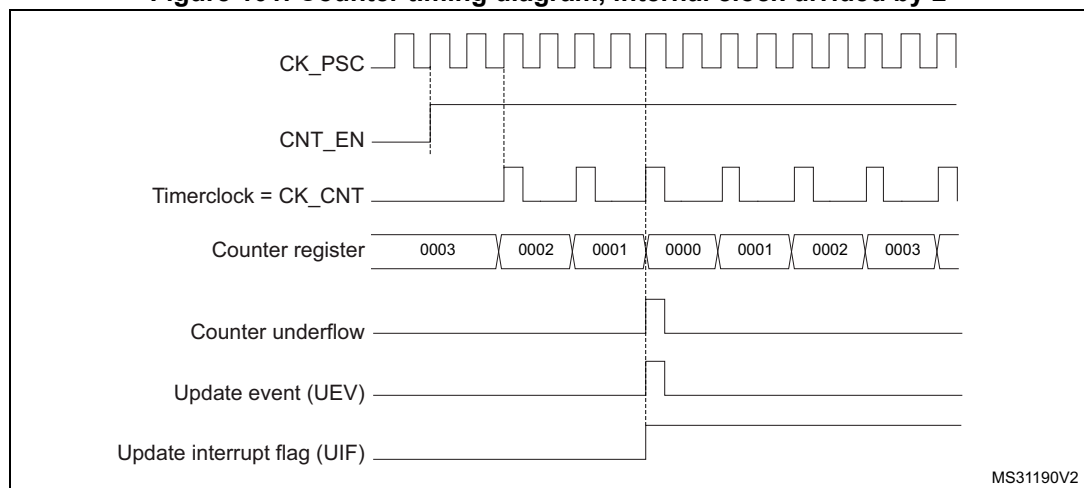 Figure Counter timing diagram, internal clock divided by 2
CK_PSC
CNT_EN
Timerclock = CK_CNT
Counter register 0003 0002 0001 0000 0001 0002 0003
Counter underflow
Update event (UEV)
Update interrupt flag (UIF)
MS31190V2